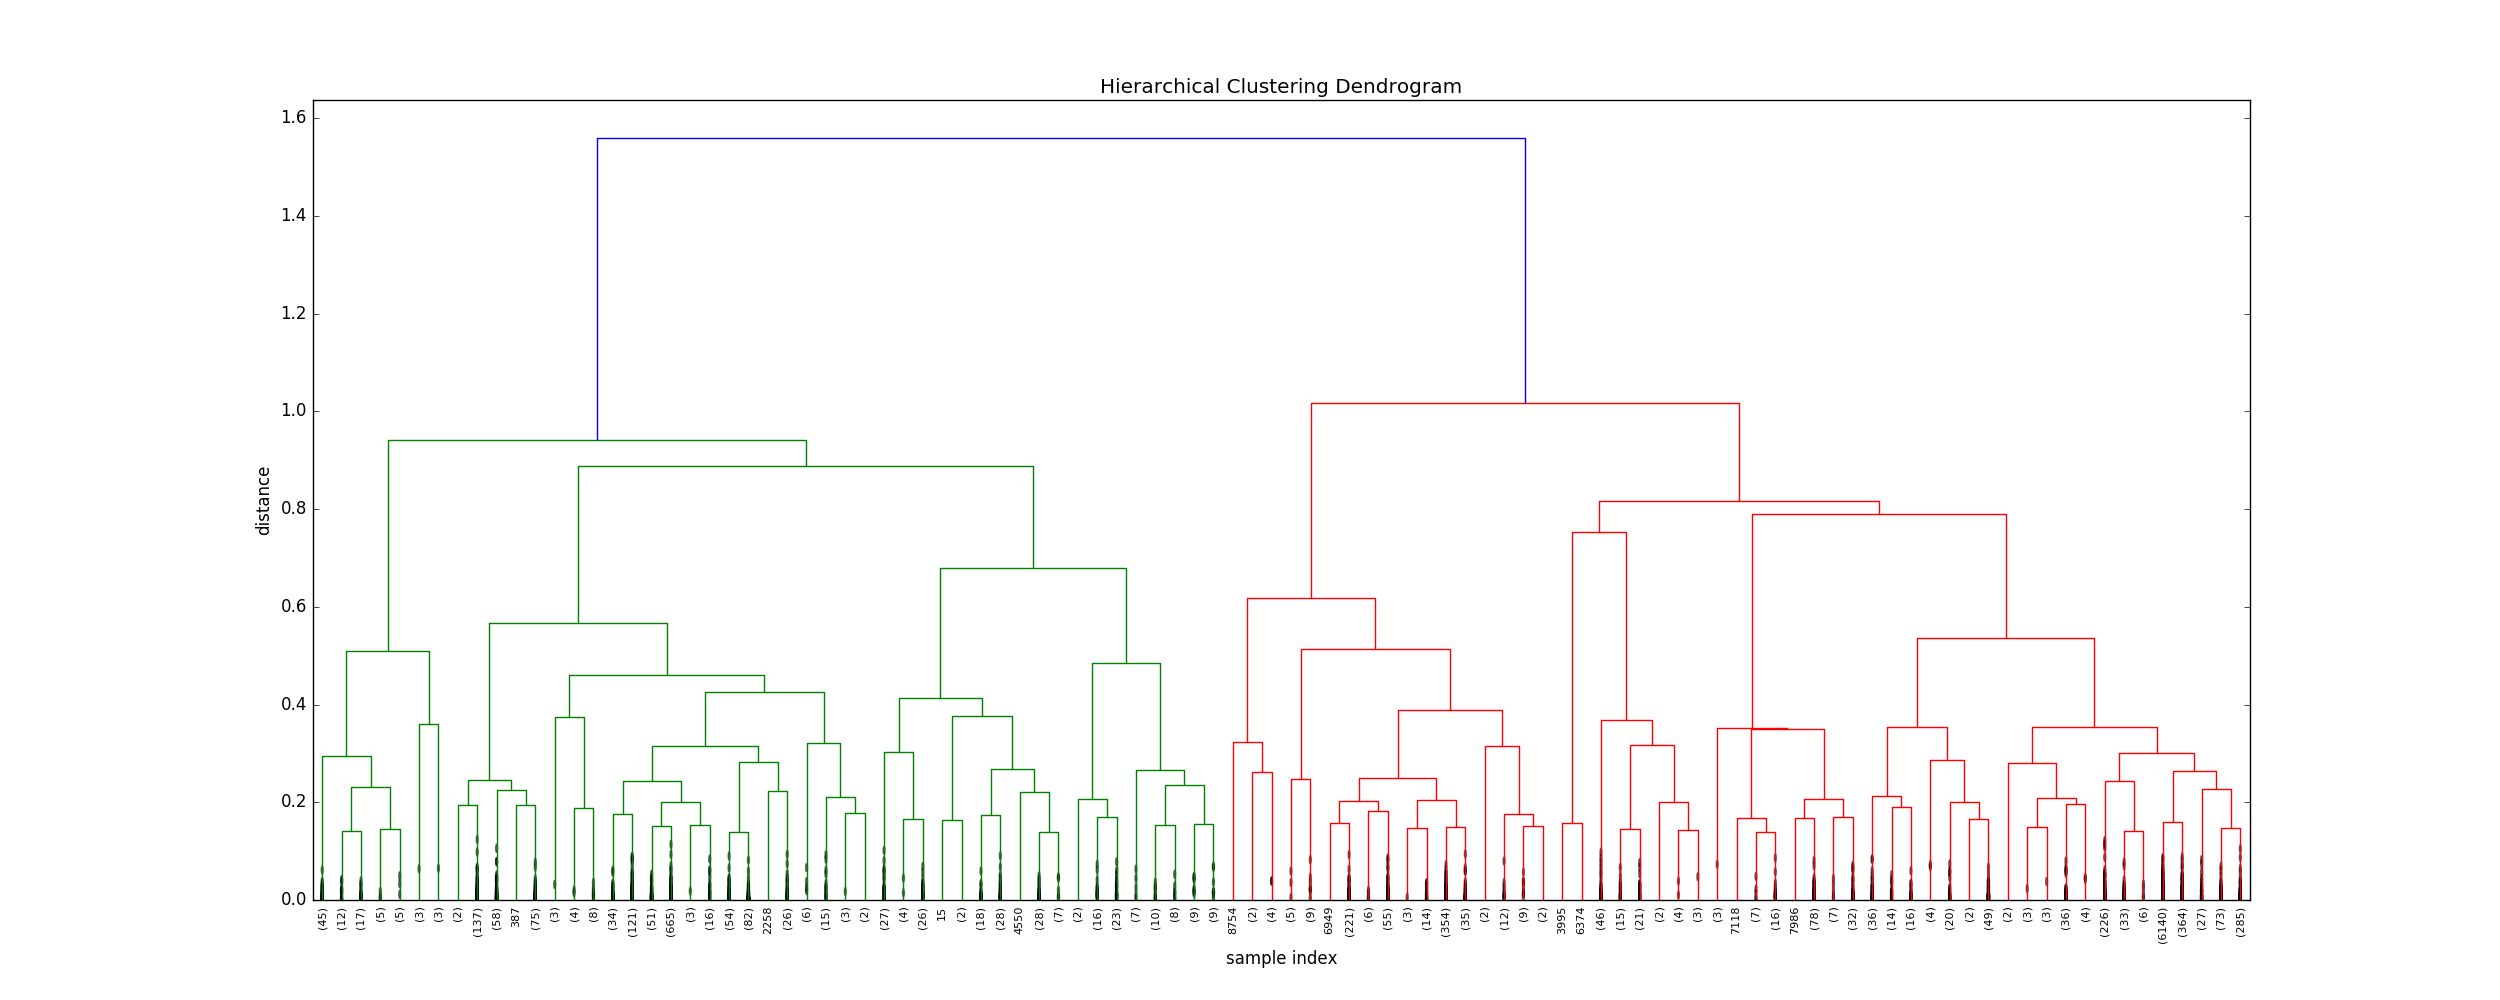 Hierarchical Clustering Dendrogram
1.6
1.4
1.2
1.0
0.8
0.6
0.4
0.2
0.0
distance
(45) (12) (17) (5) (5) (3) (3) (2) (137) (58) 387 (75) (3) (4) (8) (34) (121) (51) (665) (3) (16) (54) (82) 2258 (26) (6) (15) (3) (2) (27) (4) (26) 15 (2) (18) (28) 4550 (28) (7) (2) (16) (23) (7) (10) (8) (9) (9) 8754 (2) (4) (5) (9) 6949 (221) (6) (55) (3) (14) (354) (35) (2) (12) (9) (2) 3995 6374 (46) (15) (21) (2) (4) (3) (3) 7118 (7) (16) 7986 (78) (7) (32) (36) (14) (16) (4) (20) (2) (49) (2) (3) (3) (36) (4) (226) (33) (6) (6140) (364) (27) (73) (285)
sample index